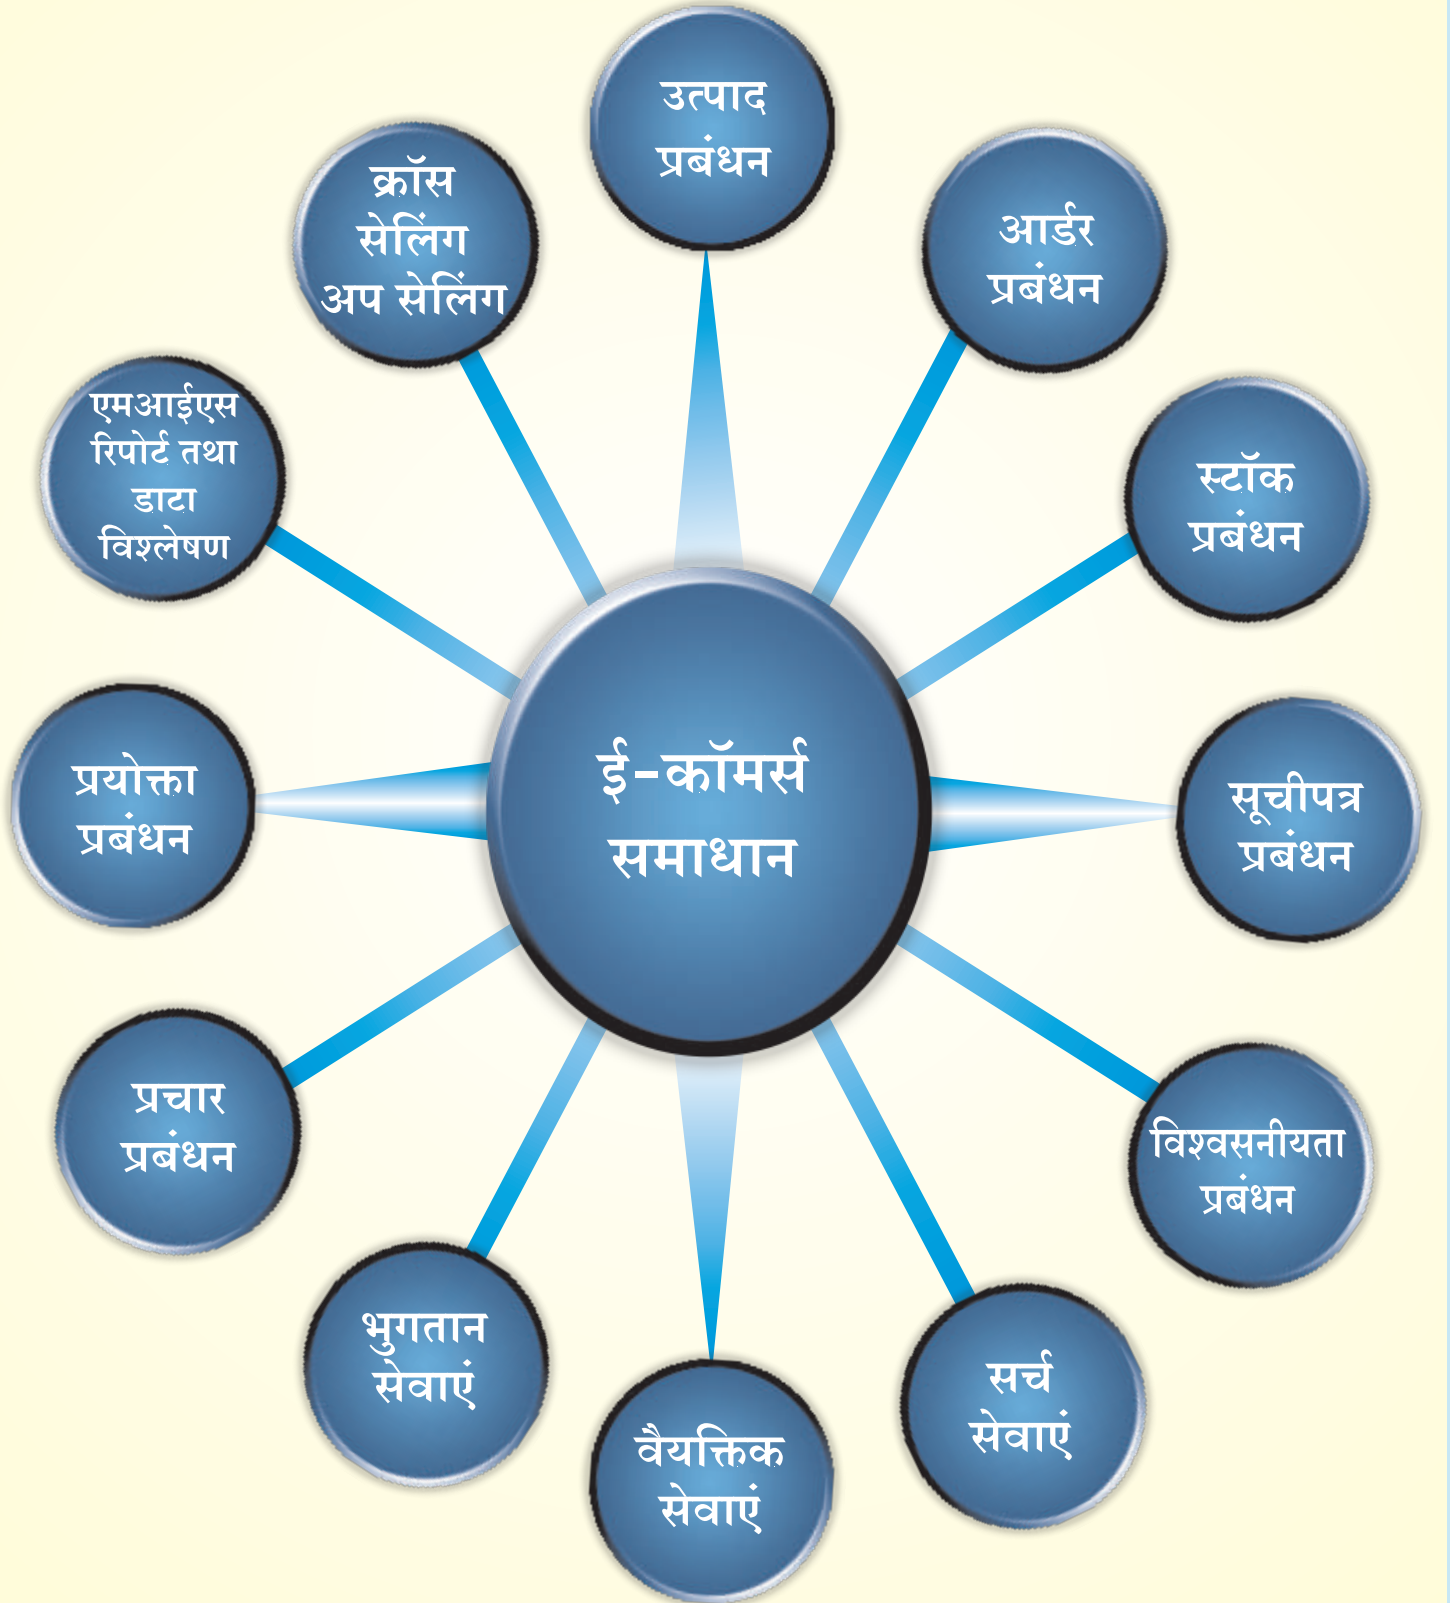 उत्पाद
प्रबंधन
आर्डर
प्रबंधन
स्टॉक
प्रबंधन
सूचीपत्र
प्रबंधन
विश्वसनीयता
प्रबंधन
सर्च
सेवाएं
वैयक्तिक
सेवाएं
भुगतान
सेवाएं
प्रचार
प्रबंधन
प्रयोक्ता
प्रबंधन
एमआईएस
रिपोर्ट तथा
डाटा
विश्लेषण
क्रॉस
सेलिंग
अप सेलिंग
ई-कॉमर्स
समाधान